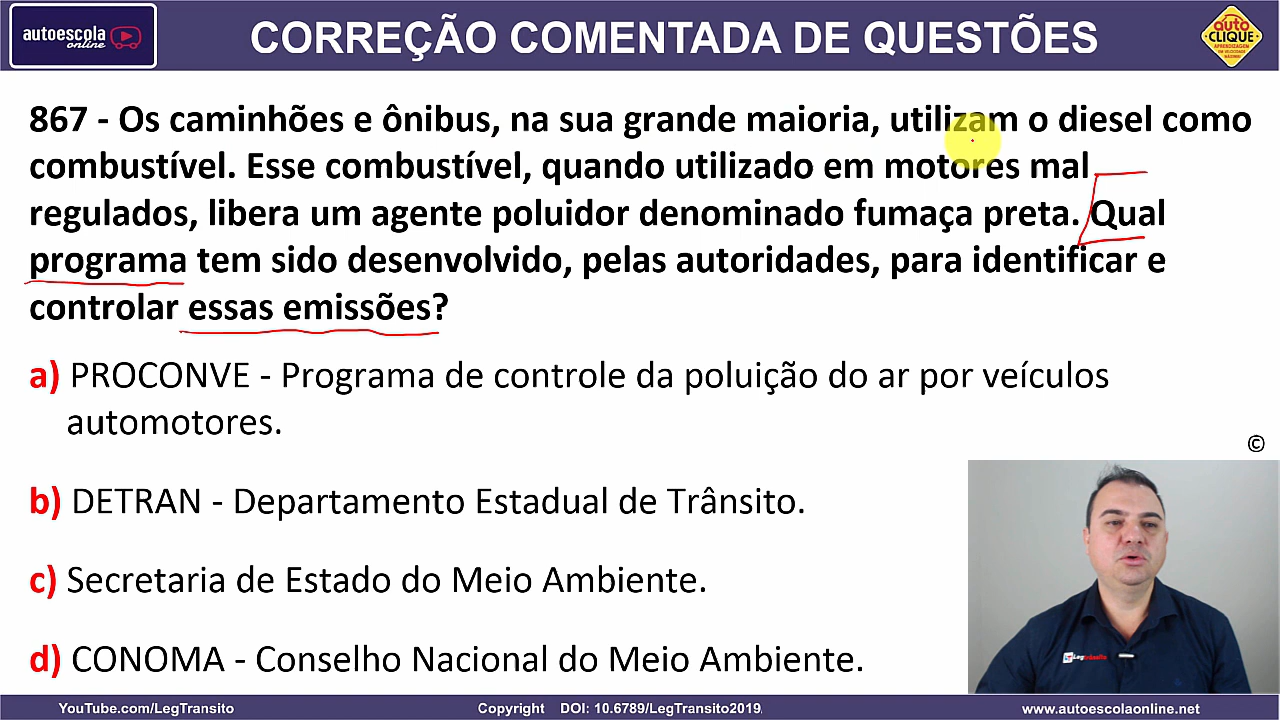 autoescola
online
CORREÇÃO COMENTADA DE QUESTÕES
auto
CLIQUE
867 - Os caminhões e ônibus, na sua grande maioria, utilizam o diesel como
combustível. Esse combustível, quando utilizado em motores mal
regulados, libera um agente poluidor denominado fumaça preta. Qual
programa tem sido desenvolvido, pelas autoridades, para identificar e
controlar essas emissões?
a) PROCONVE - Programa de controle da poluição do ar por veículos
automotores.
©
b) DETRAN - Departamento Estadual de Trânsito.
c) Secretaria de Estado do Meio Ambiente.
d) CONOMA - Conselho Nacional do Meio Ambiente.
YouTube.com/LegTransito Copyright DOI: 10.6789/LegTransito2019 www.autoescolaonline.net